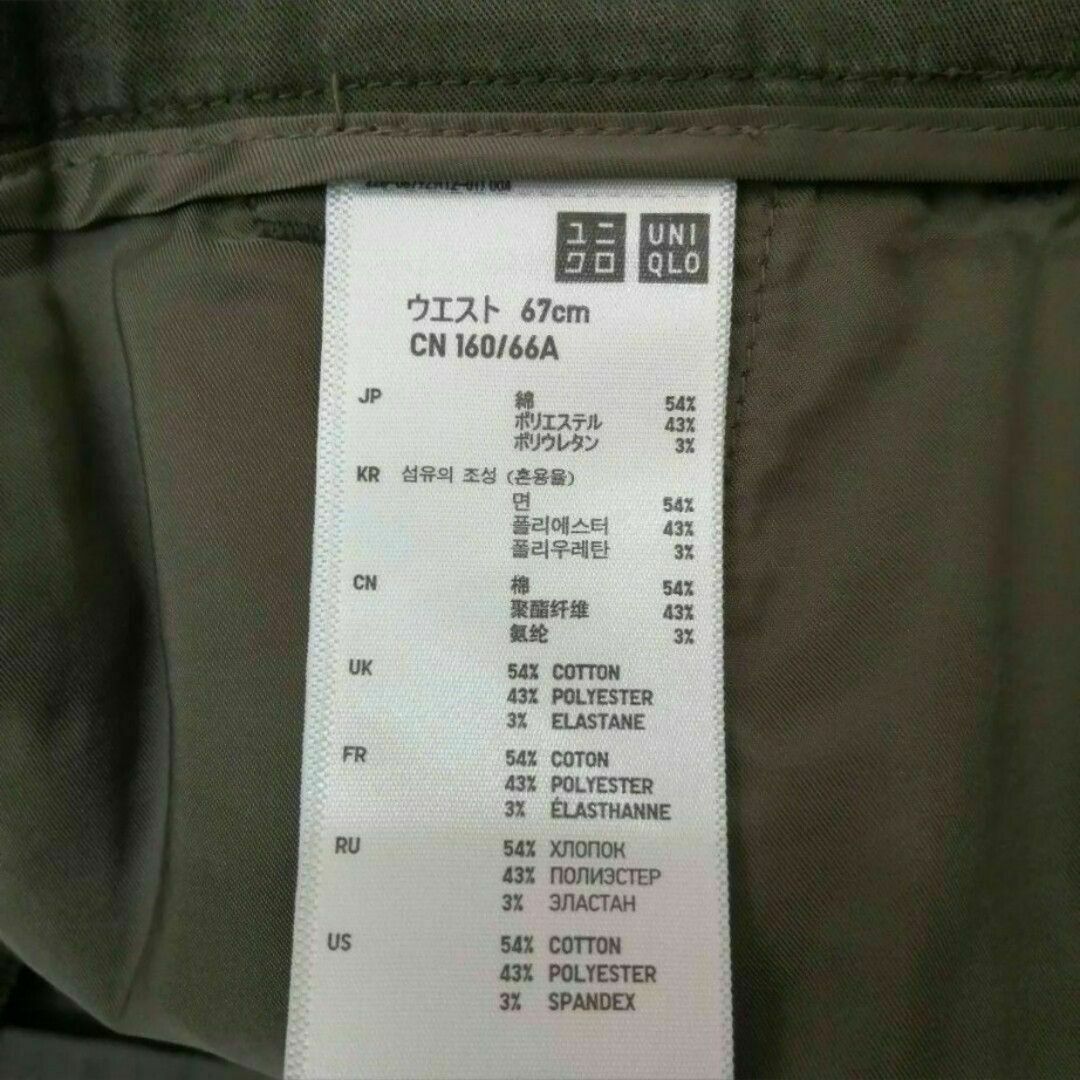 ユニ
クロ
UNI
QLO
ウエスト 67cm
CN 160/66A
JP 綿 54%
ポリエステル 43%
ポリウレタン 3%
KR 섬유의 조성 (혼용율)
면 54%
폴리에스터 43%
폴리우레탄 3%
CN 棉 54%
聚酯纤维 43%
氨纶 3%
UK 54% COTTON
43% POLYESTER
3% ELASTANE
FR 54% COTON
43% POLYESTER
3% ÉLASTHANNE
RU 54% ХЛОПОК
43% ПОЛИЭСТЕР
3% ЭЛАСТАН
US 54% COTTON
43% POLYESTER
3% SPANDEX